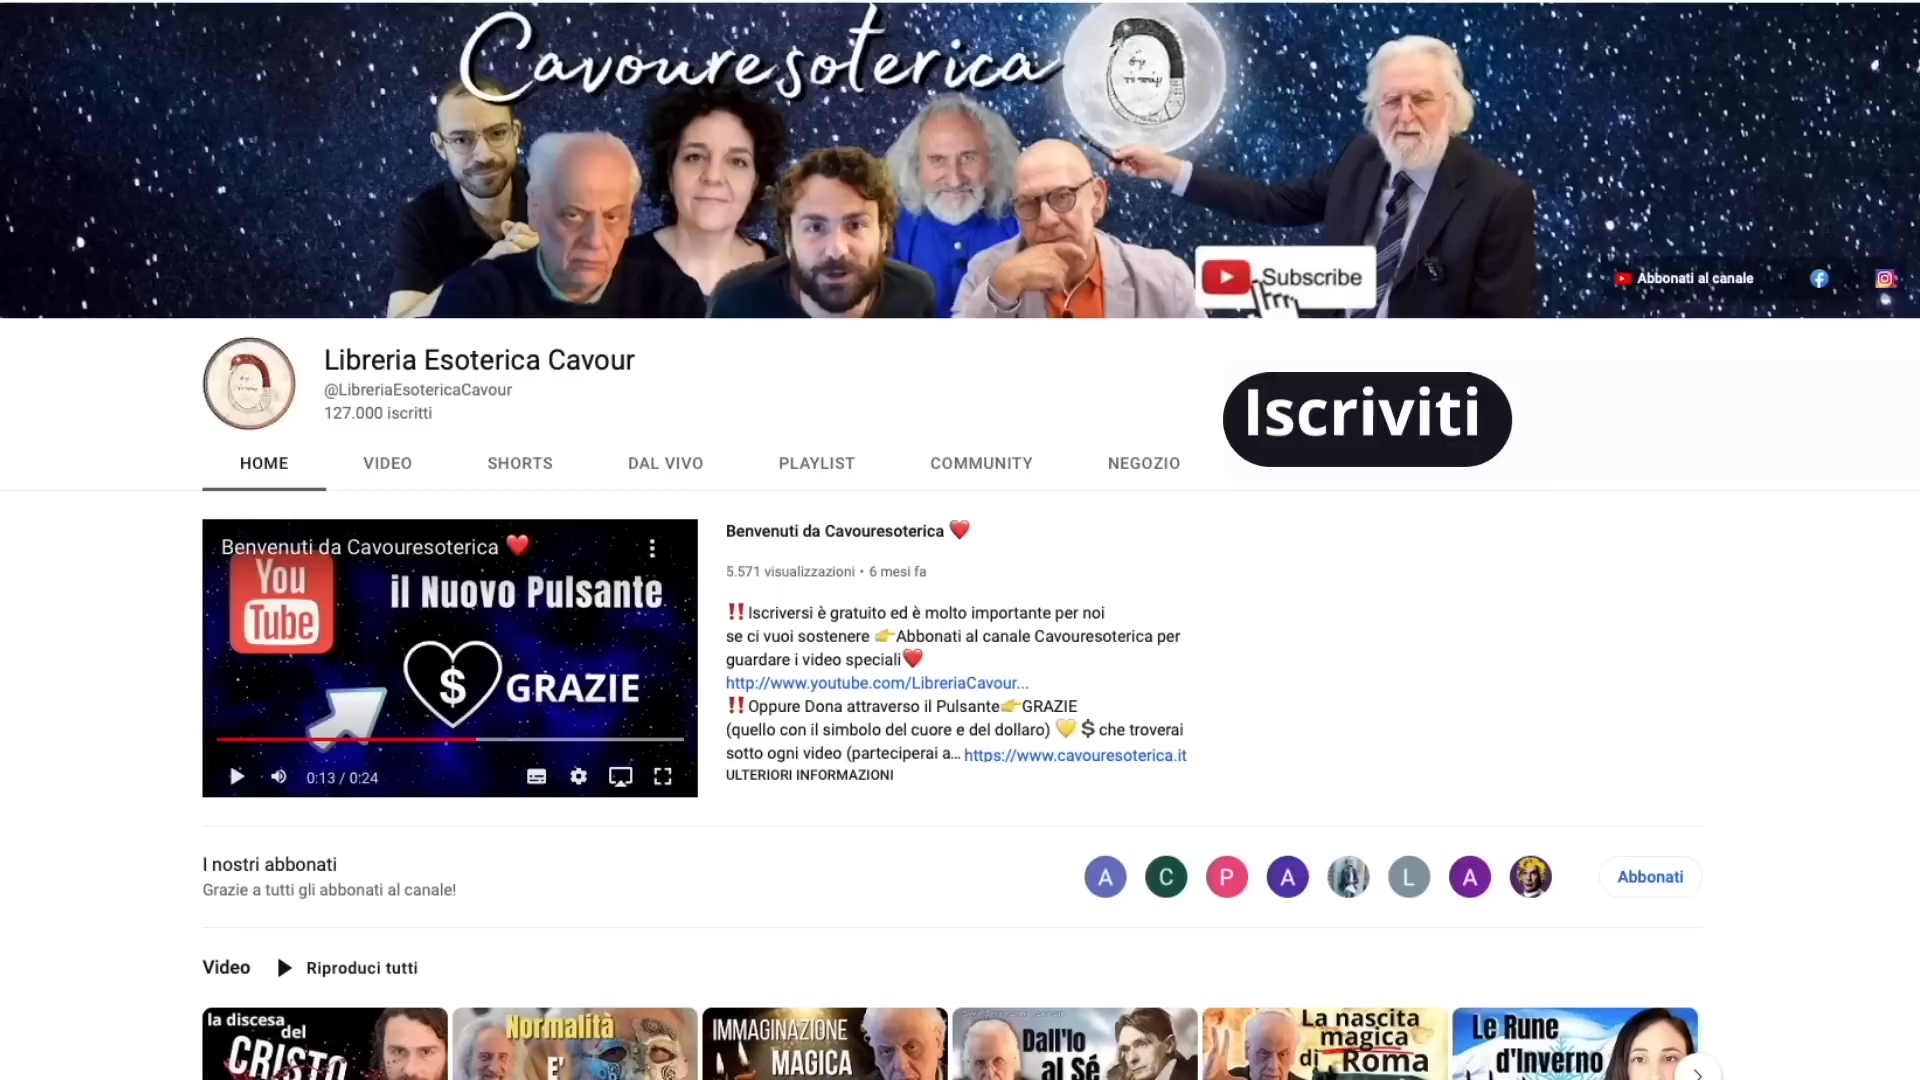 Cavouresoterica
Subscribe
Abbonati al canale
Libreria Esoterica Cavour
@LibreriaEsotericaCavour
127.000 iscritti
Iscriviti
HOME VIDEO SHORTS DAL VIVO PLAYLIST COMMUNITY NEGOZIO
Benvenuti da Cavouresoterica ❤️
You
Tube
il Nuovo Pulsante
$
GRAZIE
0:13 / 0:24
Benvenuti da Cavouresoterica ❤️
5.571 visualizzazioni • 6 mesi fa
‼️Iscriversi è gratuito ed è molto importante per noi
se ci vuoi sostenere 👉Abbonati al canale Cavouresoterica per
guardare i video speciali❤️
http://www.youtube.com/LibreriaCavour...
‼️Oppure Dona attraverso il Pulsante👉GRAZIE
(quello con il simbolo del cuore e del dollaro) 💛 $ che troverai
sotto ogni video (parteciperai a... https://www.cavouresoterica.it
ULTERIORI INFORMAZIONI
I nostri abbonati
Grazie a tutti gli abbonati al canale!
A C P A L A
Abbonati
Video
Riproduci tutti
la discesa
del
CRISTO
Normalità
E'
IMMAGINAZIONE
MAGICA
Dall'Io
al Sé
La nascita
magica
di Roma
Le Rune
d'Inverno